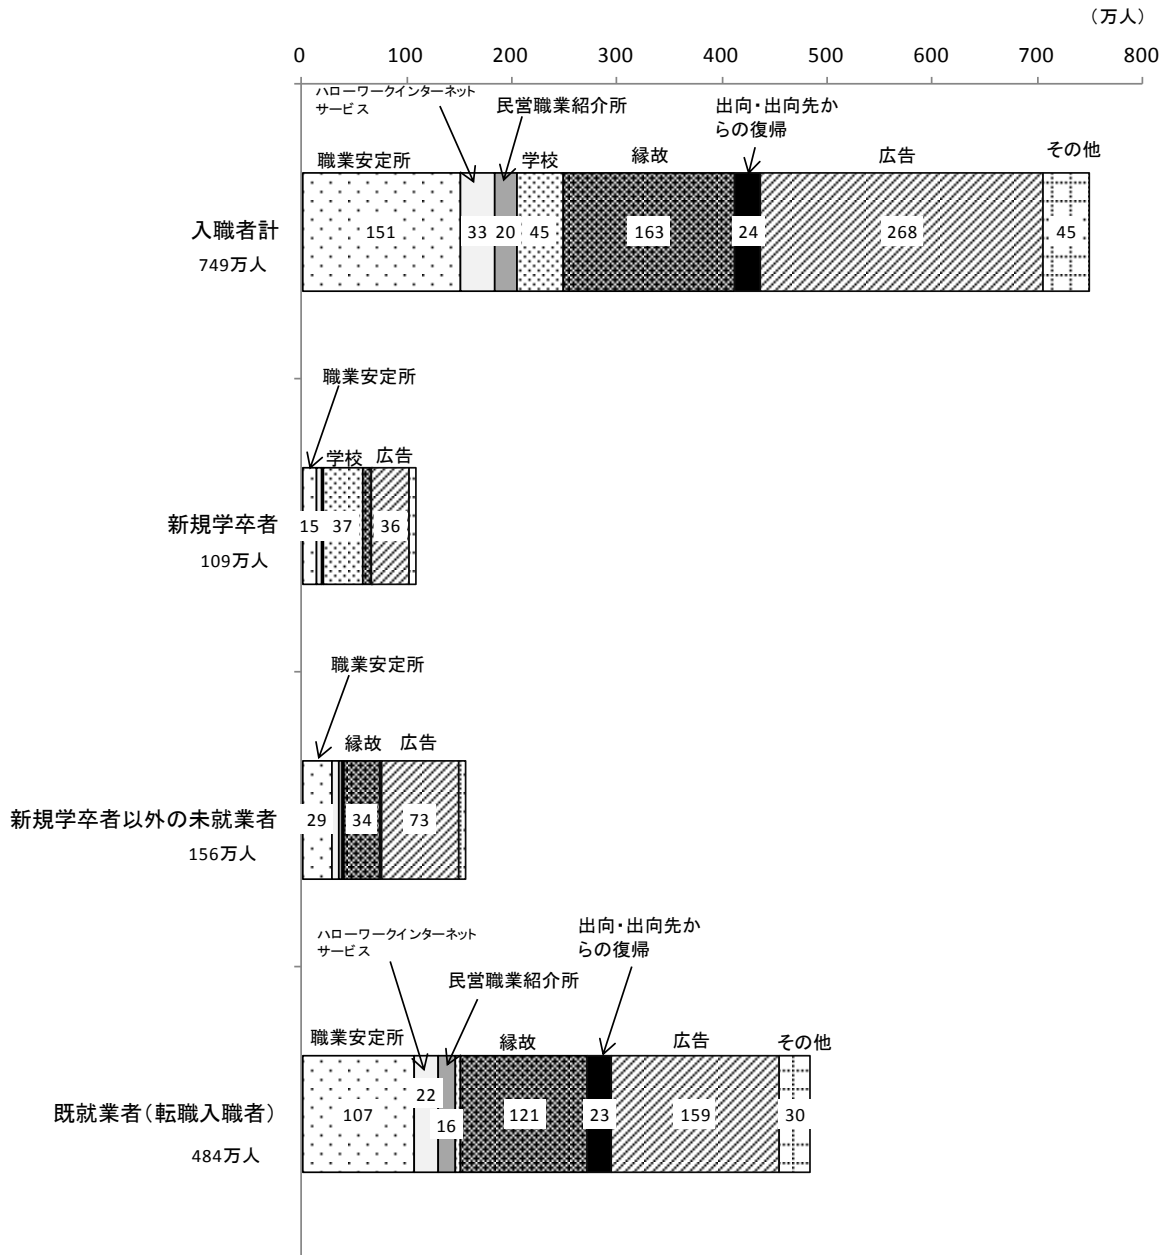 （万人）
0 100 200 300 400 500 600 700 800
ハローワークインターネット
サービス
民営職業紹介所
出向・出向先か
らの復帰
職業安定所 学校 縁故 広告 その他
入職者計
749万人
151 33 20 45 163 24 268 45
職業安定所
学校 広告
新規学卒者
109万人
15 37 36
職業安定所
縁故 広告
新規学卒者以外の未就業者
156万人
29 34 73
ハローワークインターネット
サービス
出向・出向先か
らの復帰
民営職業紹介所
職業安定所 縁故 広告 その他
既就業者（転職入職者）
484万人
107 22 16 121 23 159 30